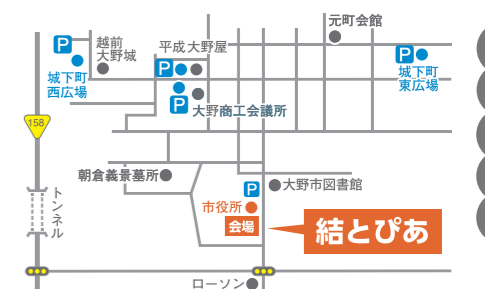 元町会館
P
越前
大野城
平成大野屋
P
城下町
西広場
P
城下町
東広場
P
大野商工会議所
158
朝倉義景墓所
P
大野市図書館
トンネル
市役所
会場
結とぴあ
ローソン